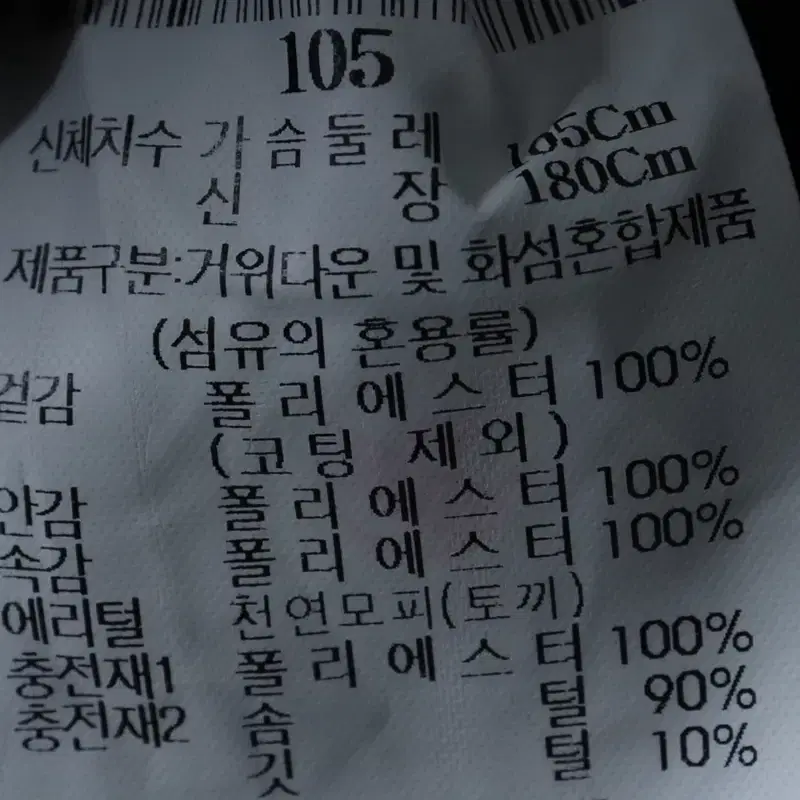 105
신체치수 가슴둘레 105Cm
신장 180Cm
제품구분:거위다운 및 화섬혼합제품
(섬유의 혼용률)
겉감 폴리에스터 100%
(코팅 제외)
안감 폴리에스터 100%
속감 폴리에스터 100%
에리털 천연모피(토끼)
충전재1 폴리에스터 100%
충전재2 솜털 90%
깃털 10%